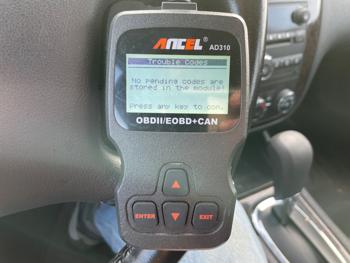 ANCEL®
AD310
Trouble Codes
No pending codes are
stored in the module!
Press any key to con.
OBDII/EOBD+CAN
ENTER
EXIT